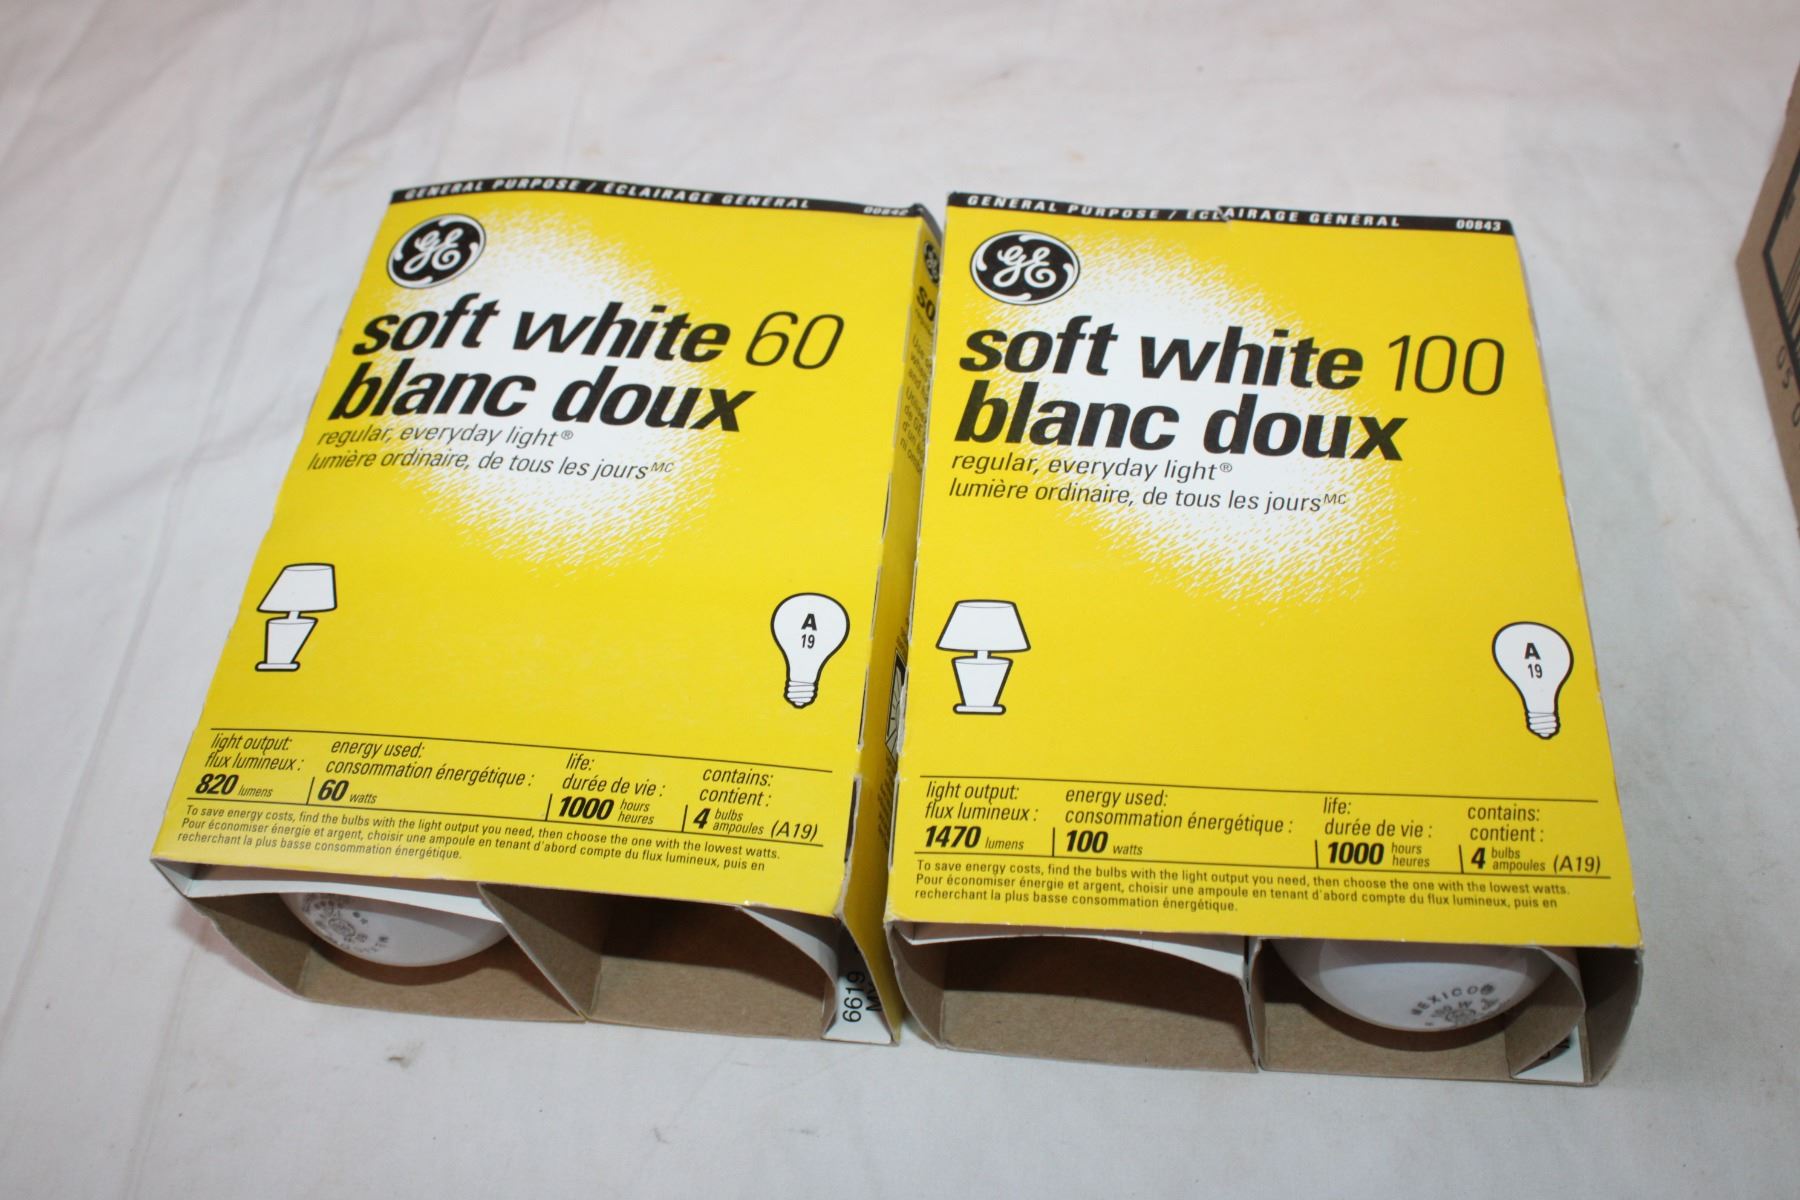 GENERAL PURPOSE / ÉCLAIRAGE GÉNÉRAL 00842
GE
soft white 60
blanc doux
regular, everyday light®
lumière ordinaire, de tous les jours MC
A
19
light output:
flux lumineux :
820 lumens
energy used:
consommation énergétique :
60 watts
life:
durée de vie :
1000 hours
heures
contains:
contient :
4 bulbs
ampoules (A19)
To save energy costs, find the bulbs with the light output you need, then choose the one with the lowest watts.
Pour économiser énergie et argent, choisir une ampoule en tenant d'abord compte du flux lumineux, puis en
recherchant la plus basse consommation énergétique.
6619
GENERAL PURPOSE / ÉCLAIRAGE GÉNÉRAL 00843
GE
soft white 100
blanc doux
regular, everyday light®
lumière ordinaire, de tous les jours MC
A
19
light output:
flux lumineux :
1470 lumens
energy used:
consommation énergétique :
100 watts
life:
durée de vie :
1000 hours
heures
contains:
contient :
4 bulbs
ampoules (A19)
To save energy costs, find the bulbs with the light output you need, then choose the one with the lowest watts.
Pour économiser énergie et argent, choisir une ampoule en tenant d'abord compte du flux lumineux, puis en
recherchant la plus basse consommation énergétique.
MEXICO